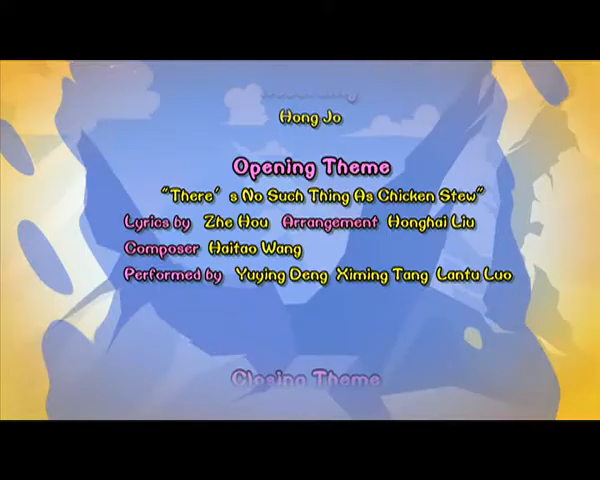 Hong Jo
Opening Theme
"There's No Such Thing As Chicken Stew"
Lyrics by Zhe Hou Arrangement Honghai Liu
Composer Haitao Wang
Performed by Yuying Deng Ximing Tang Lantu Luo
Closing Theme